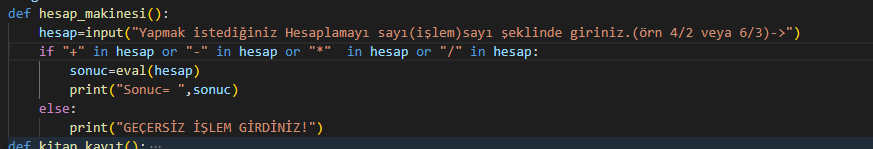 def hesap_makinesi():
    hesap=input("Yapmak istediğiniz Hesaplamayı sayı(işlem)sayı şeklinde giriniz.(örn 4/2 veya 6/3)->")
    if "+" in hesap or "-" in hesap or "*"  in hesap or "/" in hesap:
        sonuc=eval(hesap)
        print("Sonuc= ",sonuc)
    else:
        print("GEÇERSİZ İŞLEM GİRDİNİZ!")
def kitap_kayıt():…